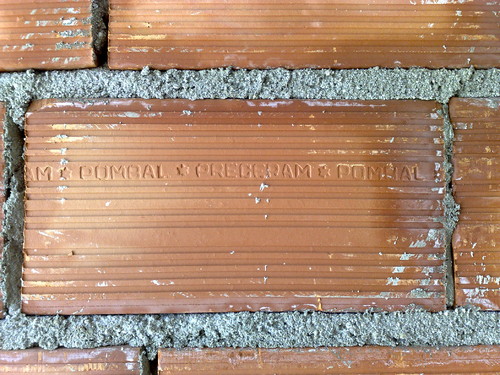 AM ☆ POMBAL ☆ PRECERAM ☆ POMBAL